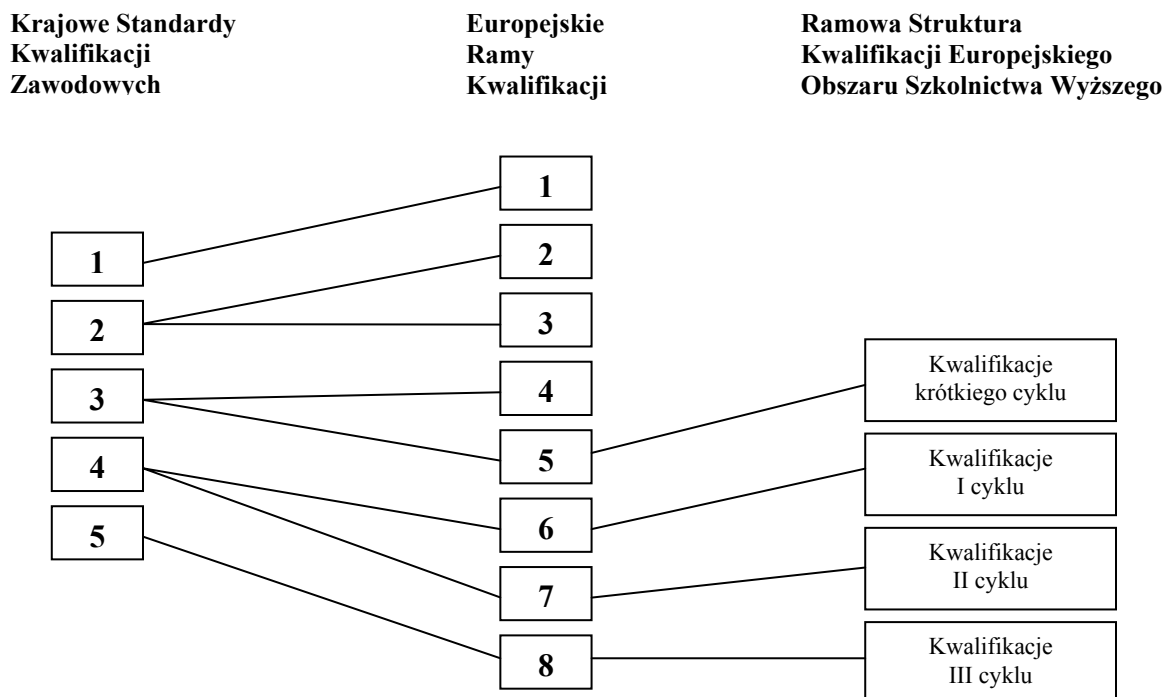 Krajowe Standardy
Kwalifikacji
Zawodowych
Europejskie
Ramy
Kwalifikacji
Ramowa Struktura
Kwalifikacji Europejskiego
Obszaru Szkolnictwa Wyższego
1
2
3
4
5
1
2
3
4
5
6
7
8
Kwalifikacje
krótkiego cyklu
Kwalifikacje
I cyklu
Kwalifikacje
II cyklu
Kwalifikacje
III cyklu